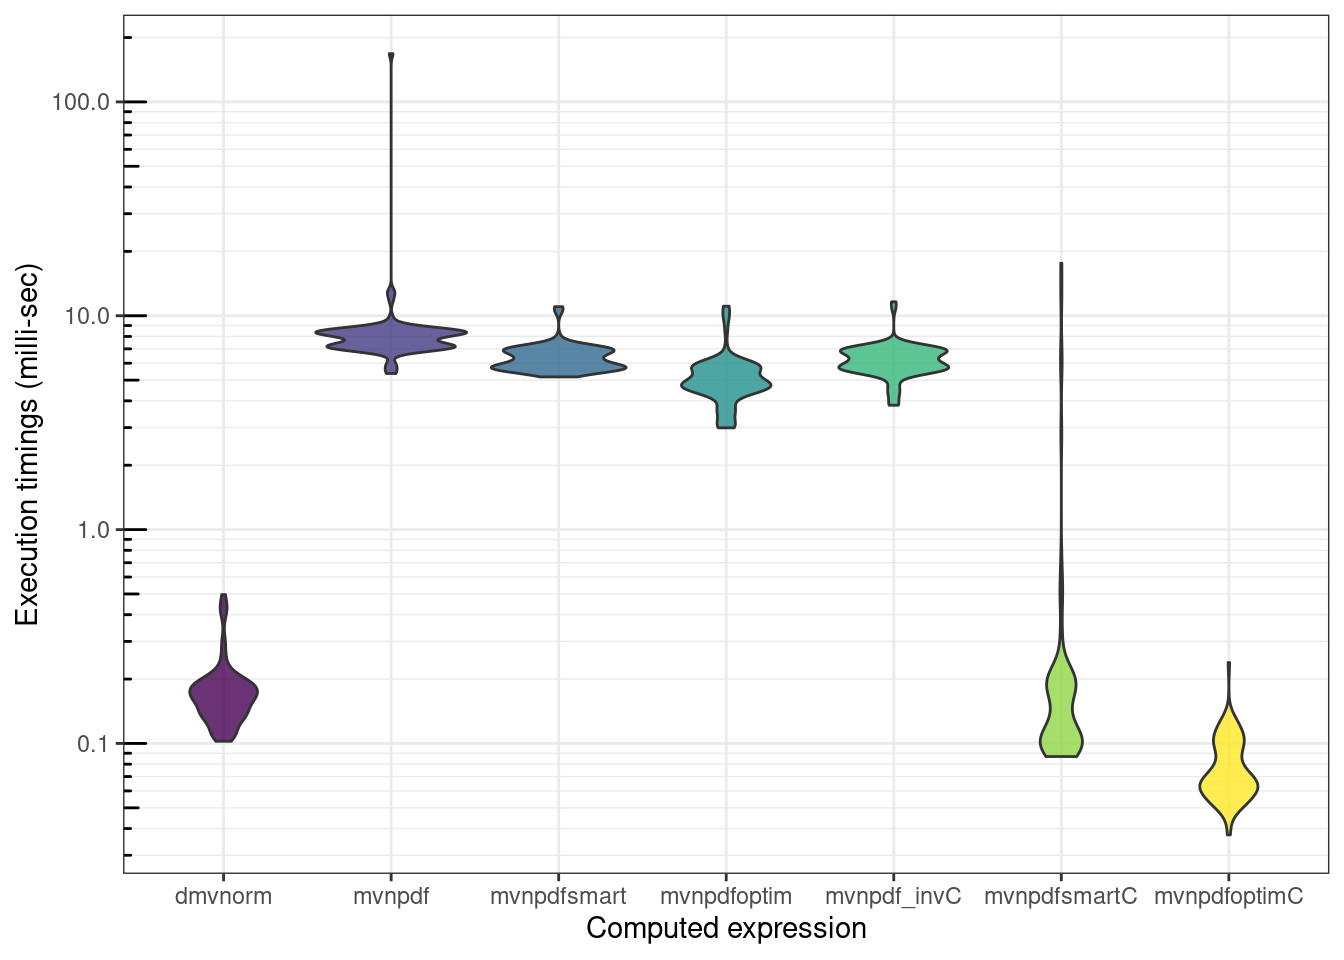 Execution timings (milli-sec)
100.0
10.0
1.0
0.1
dmvnorm mvnpdf mvnpdfsmart mvnpdfoptim mvnpdf_invC mvnpdfsmartC mvnpdfoptimC
Computed expression